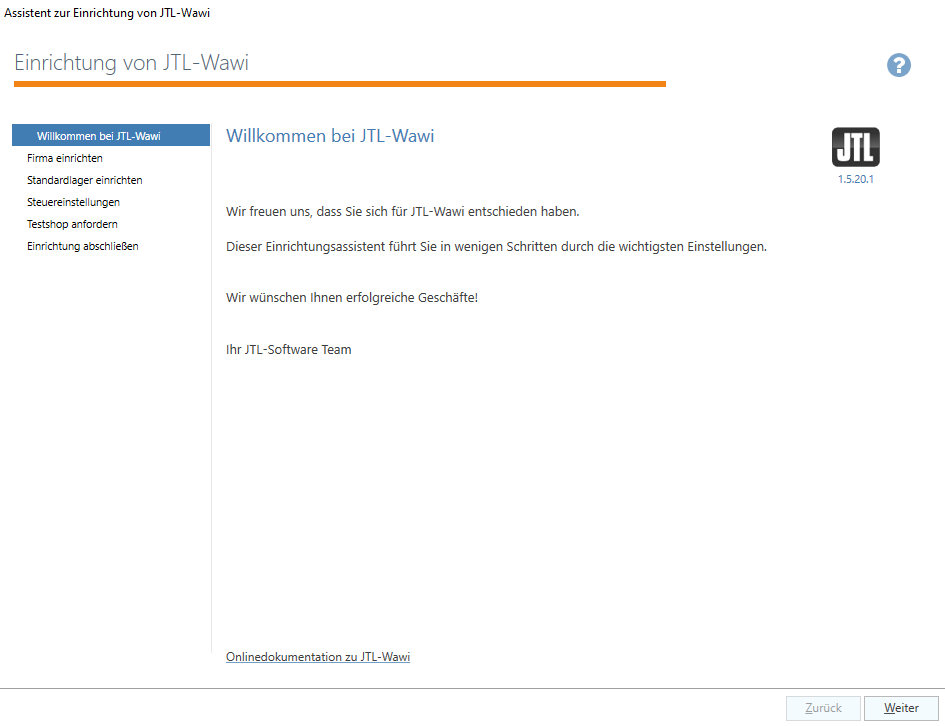 Assistent zur Einrichtung von JTL-Wawi
Einrichtung von JTL-Wawi
?
Willkommen bei JTL-Wawi
Firma einrichten
Standardlager einrichten
Steuereinstellungen
Testshop anfordern
Einrichtung abschließen
Willkommen bei JTL-Wawi
JTL
1.5.20.1
Wir freuen uns, dass Sie sich für JTL-Wawi entschieden haben.
Dieser Einrichtungsassistent führt Sie in wenigen Schritten durch die wichtigsten Einstellungen.
Wir wünschen Ihnen erfolgreiche Geschäfte!
Ihr JTL-Software Team
Onlinedokumentation zu JTL-Wawi
Zurück
Weiter